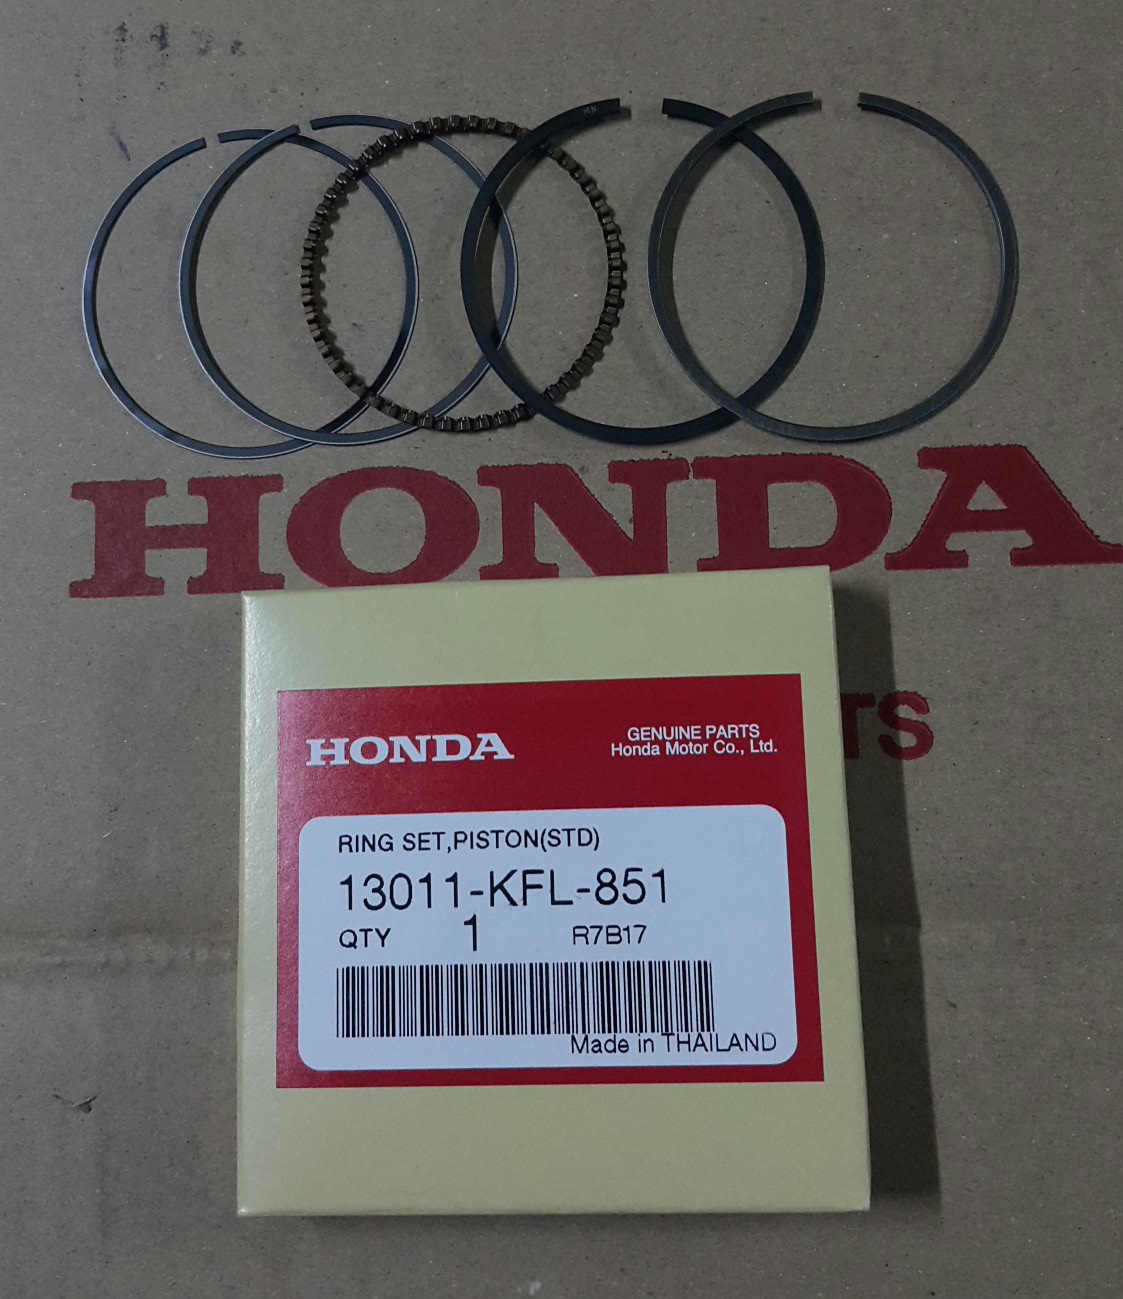 HONDA
TS
HONDA
GENUINE PARTS
Honda Motor Co., Ltd.
RING SET,PISTON(STD)
13011-KFL-851
QTY 1 R7B17
Made in THAILAND